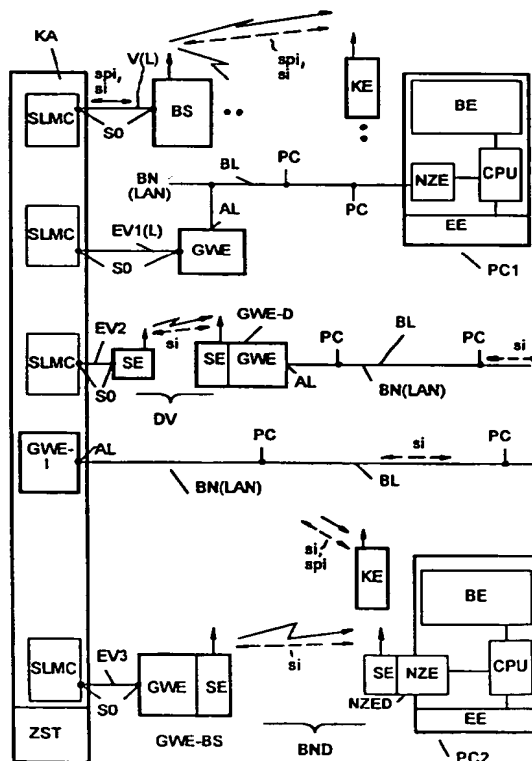 KA
spi,
si
V(L)
spi,
si
SLMC
S0
BS
KE
BE
BN
(LAN)
BL
PC
PC
NZE
CPU
AL
EE
EV1(L)
SLMC
S0
GWE
PC1
GWE-D
EV2
si
SLMC
S0
SE
SE
GWE
AL
PC
BL
PC
si
BN(LAN)
DV
GWE-
I
AL
PC
si
PC
BN(LAN)
BL
si,
spi
KE
BE
SLMC
EV3
S0
GWE
SE
si
SE
NZE
CPU
NZED
EE
ZST
GWE-BS
BND
PC2